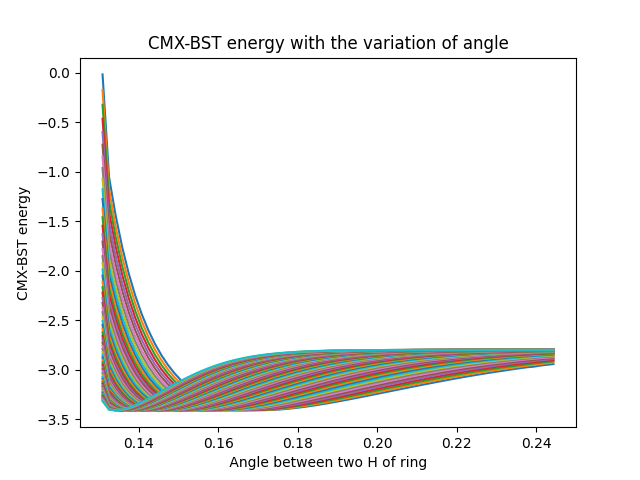 CMX-BST energy with the variation of angle
0.0
−0.5
−1.0
−1.5
−2.0
−2.5
−3.0
−3.5
CMX-BST energy
0.14 0.16 0.18 0.20 0.22 0.24
Angle between two H of ring